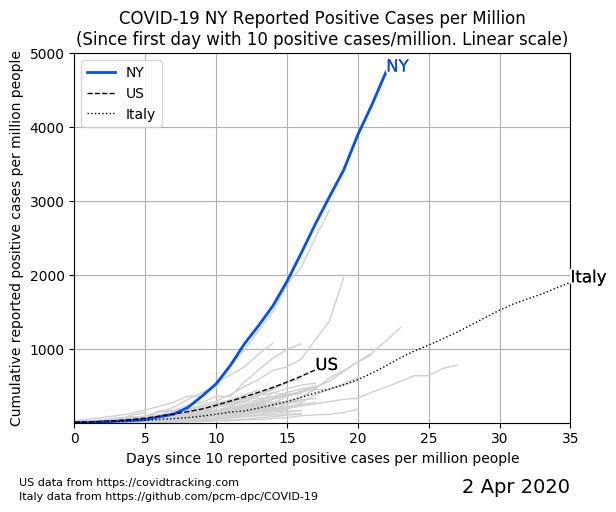 COVID-19 NY Reported Positive Cases per Million
(Since first day with 10 positive cases/million. Linear scale)
Cumulative reported positive cases per million people
5000
4000
3000
2000
1000
NY
US
Italy
NY
US
Italy
0
5
10
15
20
25
30
35
Days since 10 reported positive cases per million people
US data from https://covidtracking.com
Italy data from https://github.com/pcm-dpc/COVID-19
2 Apr 2020